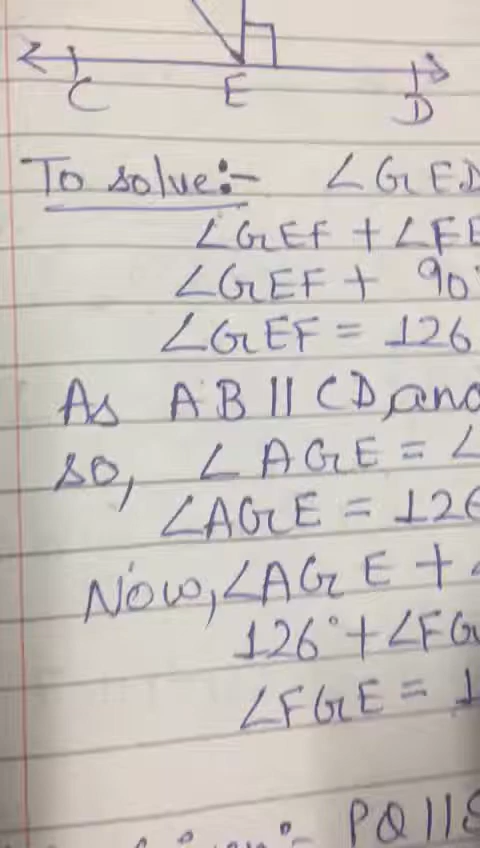 C E D
To solve:- ∠GED
∠GEF + ∠FE
∠GEF + 90°
∠GEF = 126
As AB || CD, and
so, ∠AGE = ∠
∠AGE = 126
Now, ∠AGE +
126° + ∠FG
∠FGE = 1
PQ || S